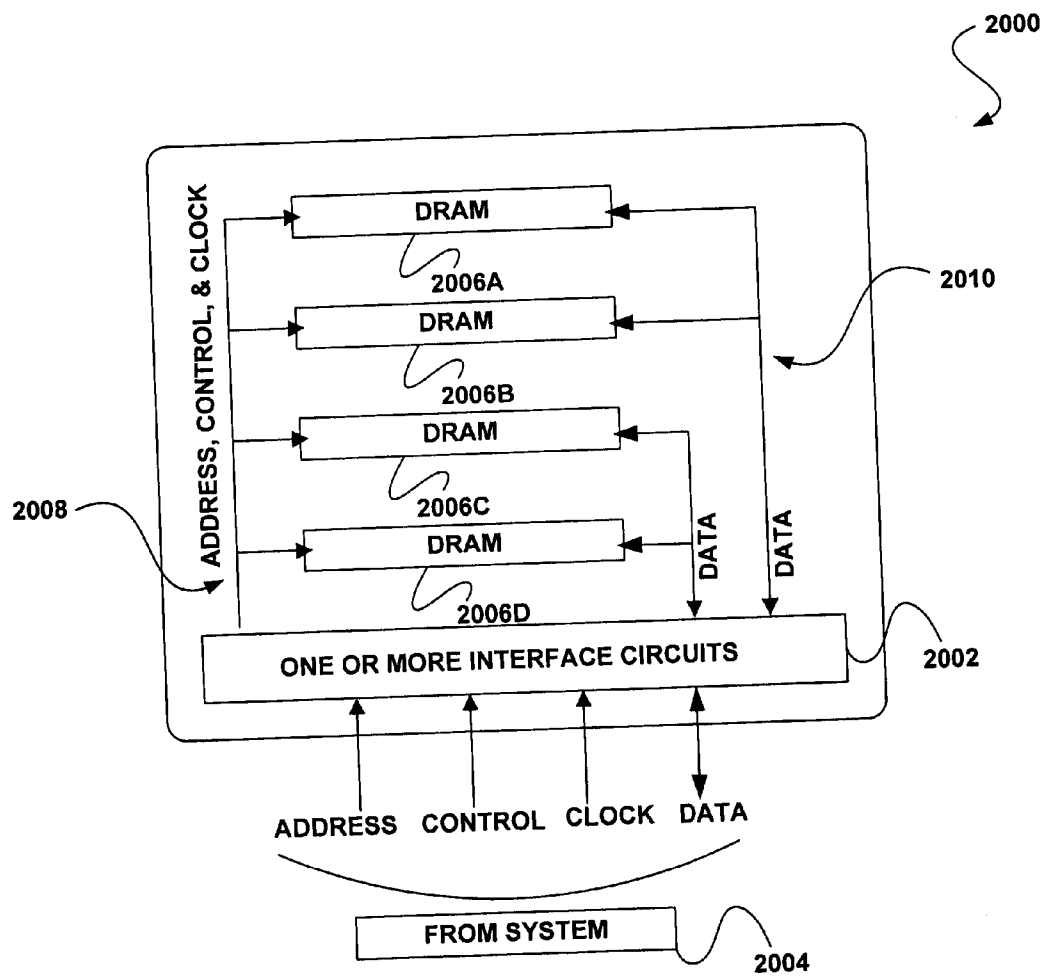 2000
ADDRESS, CONTROL, & CLOCK
DRAM
2006A
2010
DRAM
2006B
DRAM
2006C
2008
DRAM
2006D
DATA
DATA
ONE OR MORE INTERFACE CIRCUITS
2002
ADDRESS CONTROL CLOCK DATA
FROM SYSTEM
2004